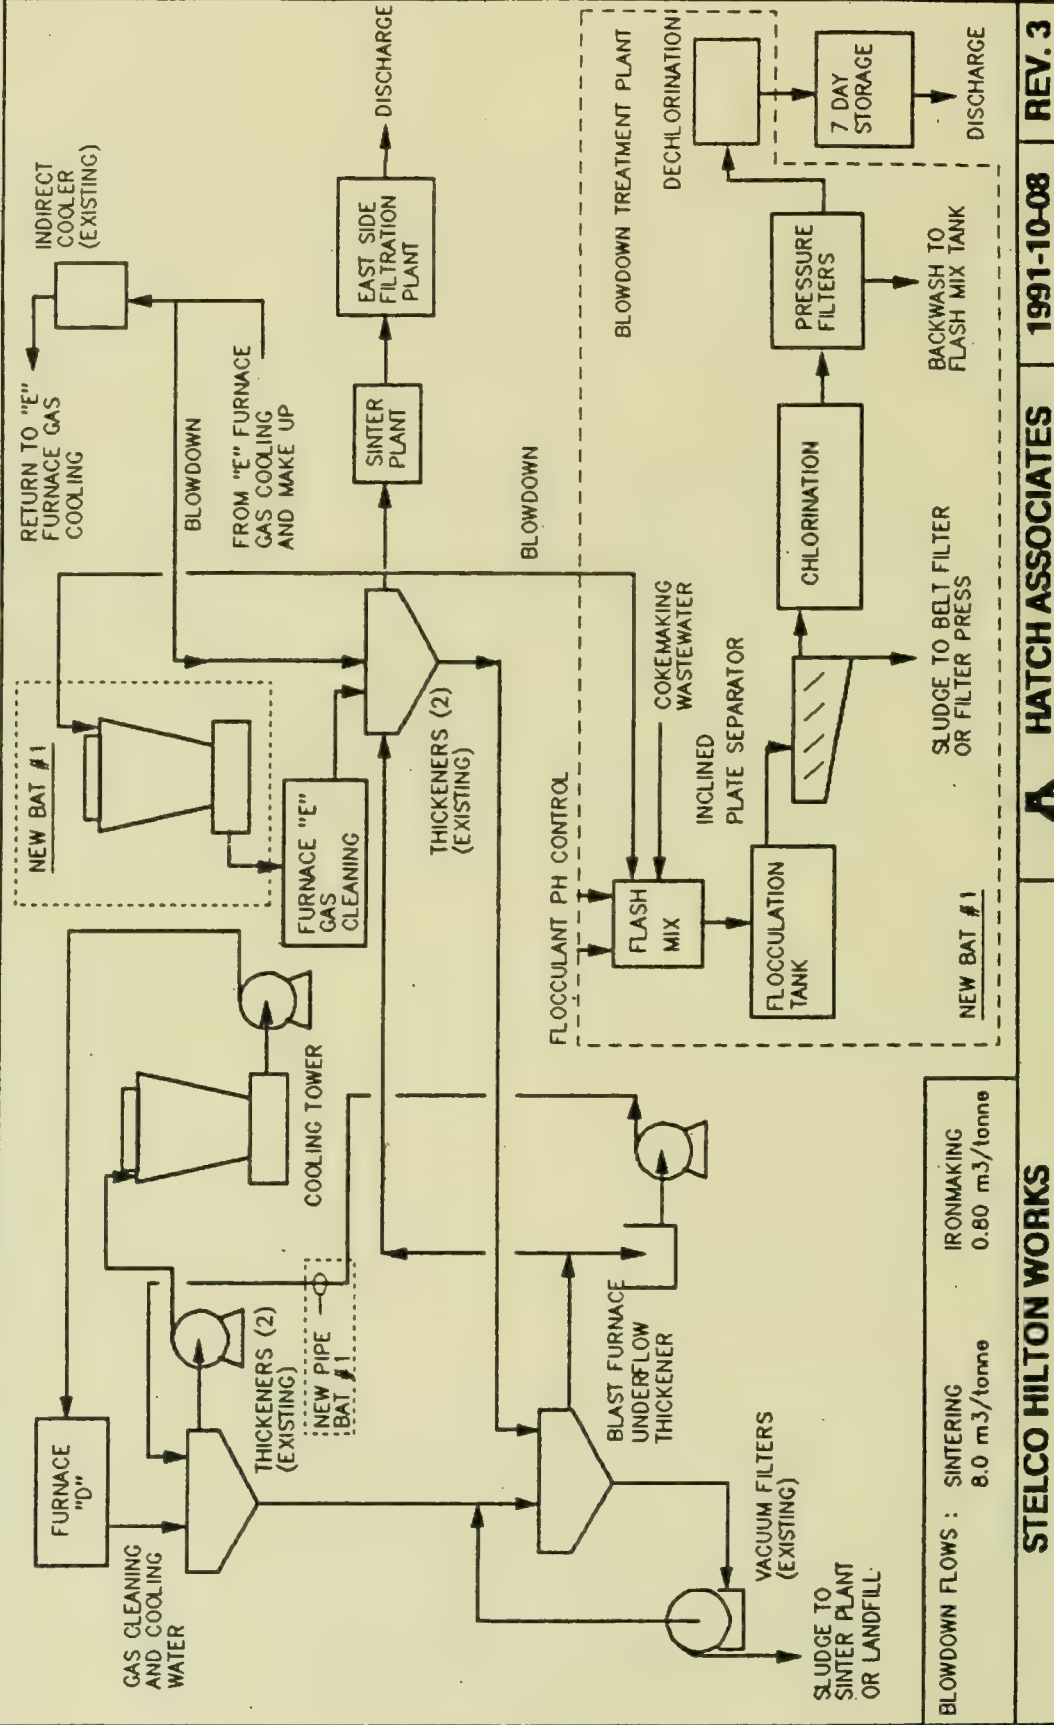 FURNACE
"D"
GAS CLEANING
AND COOLING
WATER
THICKENERS (2)
(EXISTING)
NEW PIPE
BAT #1
COOLING TOWER
NEW BAT #1
FURNACE "E"
GAS
CLEANING
THICKENERS (2)
(EXISTING)
RETURN TO "E"
FURNACE GAS
COOLING
INDIRECT
COOLER
(EXISTING)
BLOWDOWN
FROM "E" FURNACE
GAS COOLING
AND MAKE UP
SINTER
PLANT
EAST SIDE
FILTRATION
PLANT
DISCHARGE
BLOWDOWN
BLAST FURNACE
UNDERFLOW
THICKENER
VACUUM FILTERS
(EXISTING)
SLUDGE TO
SINTER PLANT
OR LANDFILL.
BLOWDOWN TREATMENT PLANT
FLOCCULANT PH CONTROL
FLASH
MIX
COKEMAKING
WASTEWATER
FLOCCULATION
TANK
INCLINED
PLATE SEPARATOR
SLUDGE TO BELT FILTER
OR FILTER PRESS
CHLORINATION
PRESSURE
FILTERS
BACKWASH TO
FLASH MIX TANK
DECHLORINATION
7 DAY
STORAGE
DISCHARGE
NEW BAT #1
BLOWDOWN FLOWS : SINTERING IRONMAKING
8.0 m3/tonne 0.80 m3/tonne
STELCO HILTON WORKS HATCH ASSOCIATES 1991-10-08 REV. 3